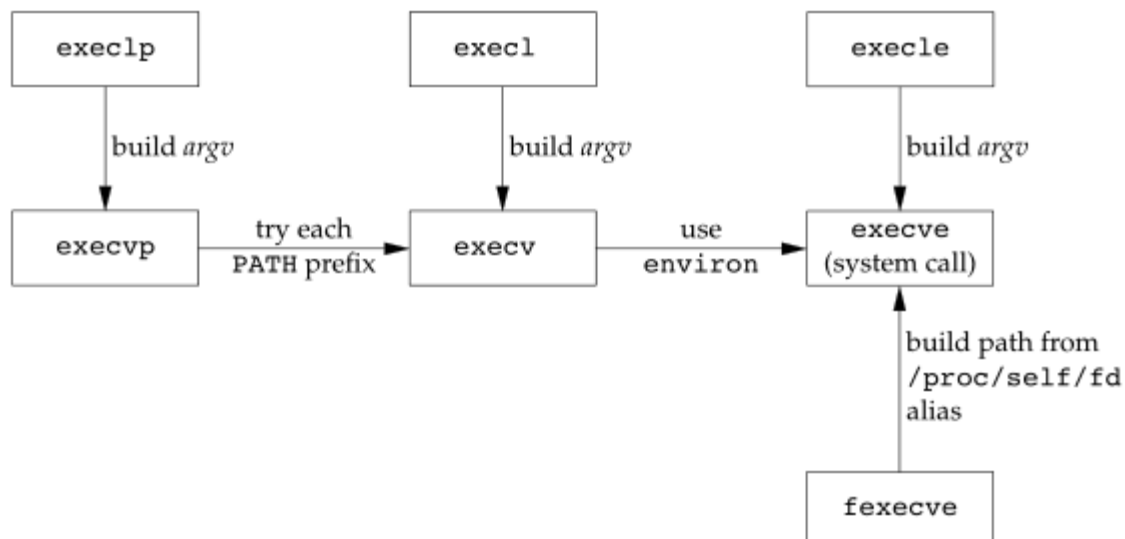 execlp
execl
execle
build argv
build argv
build argv
execvp
try each
PATH prefix
execv
use
environ
execve
(system call)
build path from
/proc/self/fd
alias
fexecve